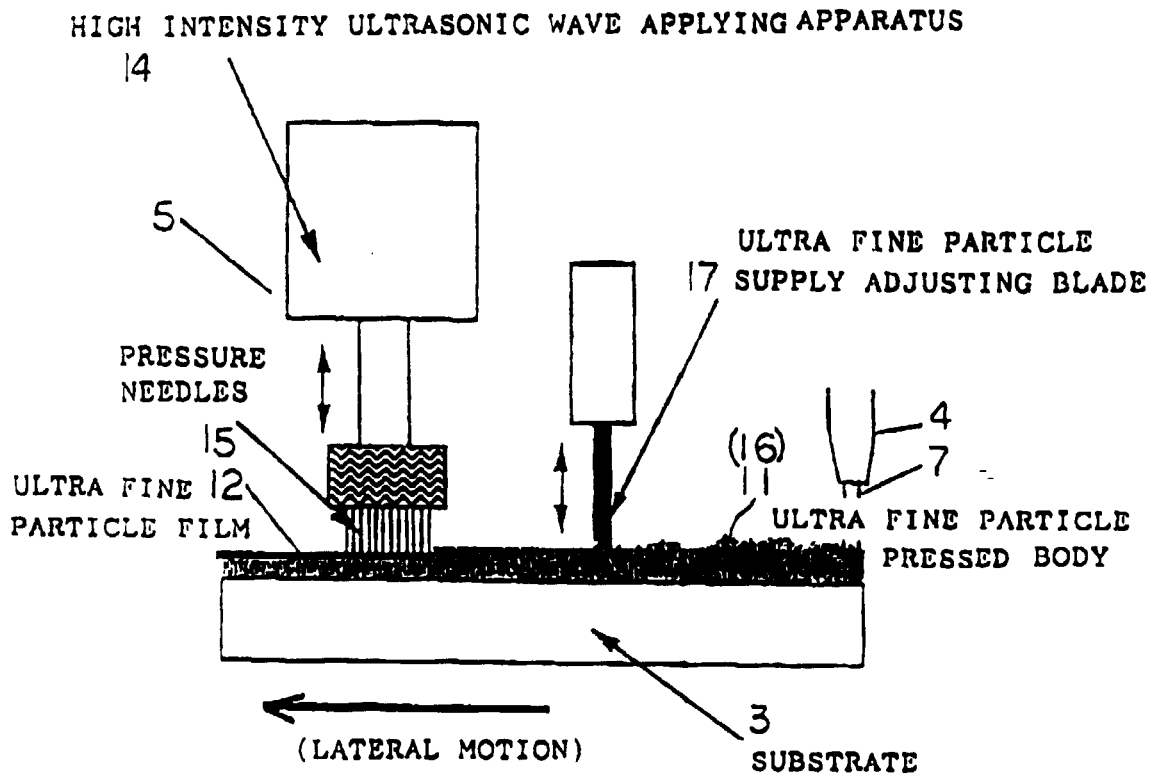 HIGH INTENSITY ULTRASONIC WAVE APPLYING APPARATUS
14
5
ULTRA FINE PARTICLE
17 SUPPLY ADJUSTING BLADE
PRESSURE
NEEDLES
15
4
(16)
7
11
ULTRA FINE 12
PARTICLE FILM
ULTRA FINE PARTICLE
PRESSED BODY
3
(LATERAL MOTION)
SUBSTRATE